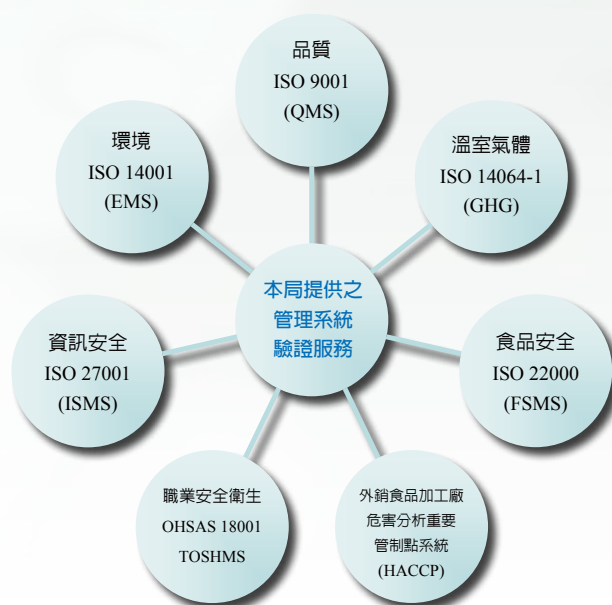 品質
ISO 9001
(QMS)
環境
ISO 14001
(EMS)
溫室氣體
ISO 14064-1
(GHG)
本局提供之
管理系統
驗證服務
資訊安全
ISO 27001
(ISMS)
食品安全
ISO 22000
(FSMS)
職業安全衛生
OHSAS 18001
TOSHMS
外銷食品加工廠
危害分析重要
管制點系統
(HACCP)